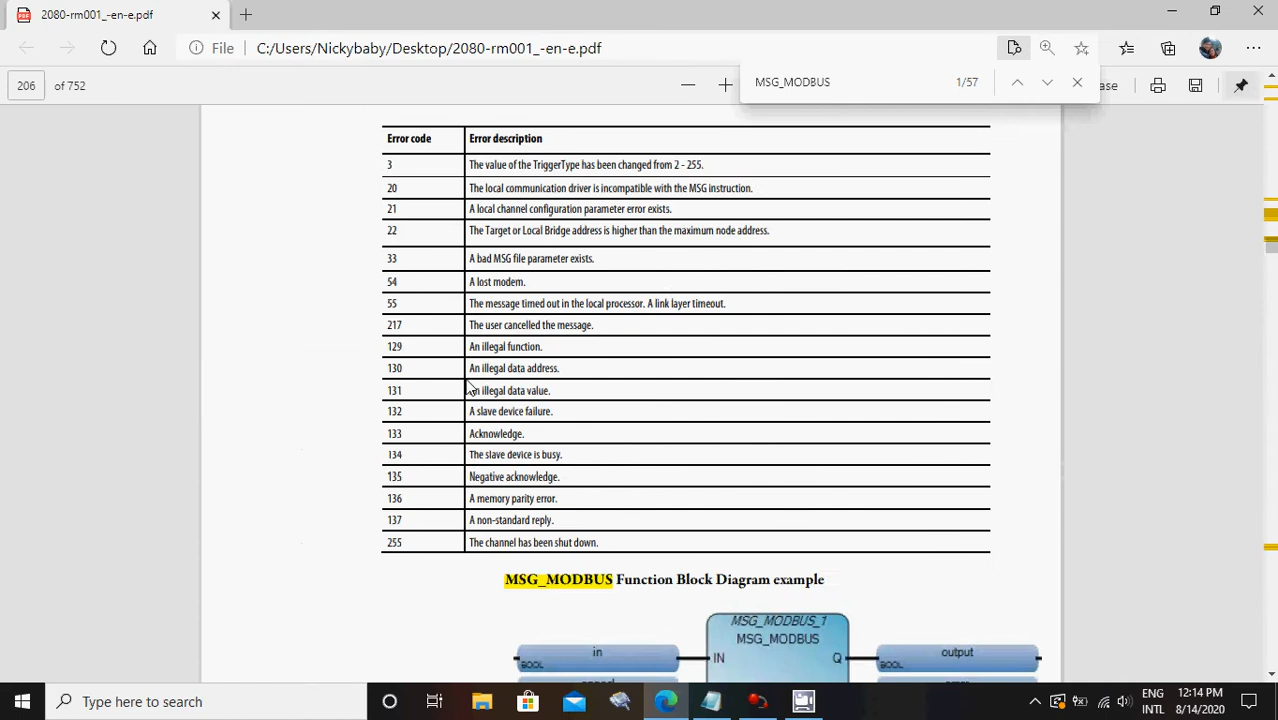 2080-rm001_-en-e.pdf
File C:/Users/Nickybaby/Desktop/2080-rm001_-en-e.pdf
MSG_MODBUS 1/57
206 of 752
ase
Error code Error description
3 The value of the TriggerType has been changed from 2 - 255.
20 The local communication driver is incompatible with the MSG instruction.
21 A local channel configuration parameter error exists.
22 The Target or Local Bridge address is higher than the maximum node address.
33 A bad MSG file parameter exists.
54 A lost modem.
55 The message timed out in the local processor. A link layer timeout.
217 The user cancelled the message.
129 An illegal function.
130 An illegal data address.
131 n illegal data value.
132 A slave device failure.
133 Acknowledge.
134 The slave device is busy.
135 Negative acknowledge.
136 A memory parity error.
137 A non-standard reply.
255 The channel has been shut down.
MSG_MODBUS Function Block Diagram example
MSG_MODBUS_1
MSG_MODBUS
in
BOOL
IN
Q
output
BOOL
Type here to search
ENG
INTL
12:14 PM
8/14/2020